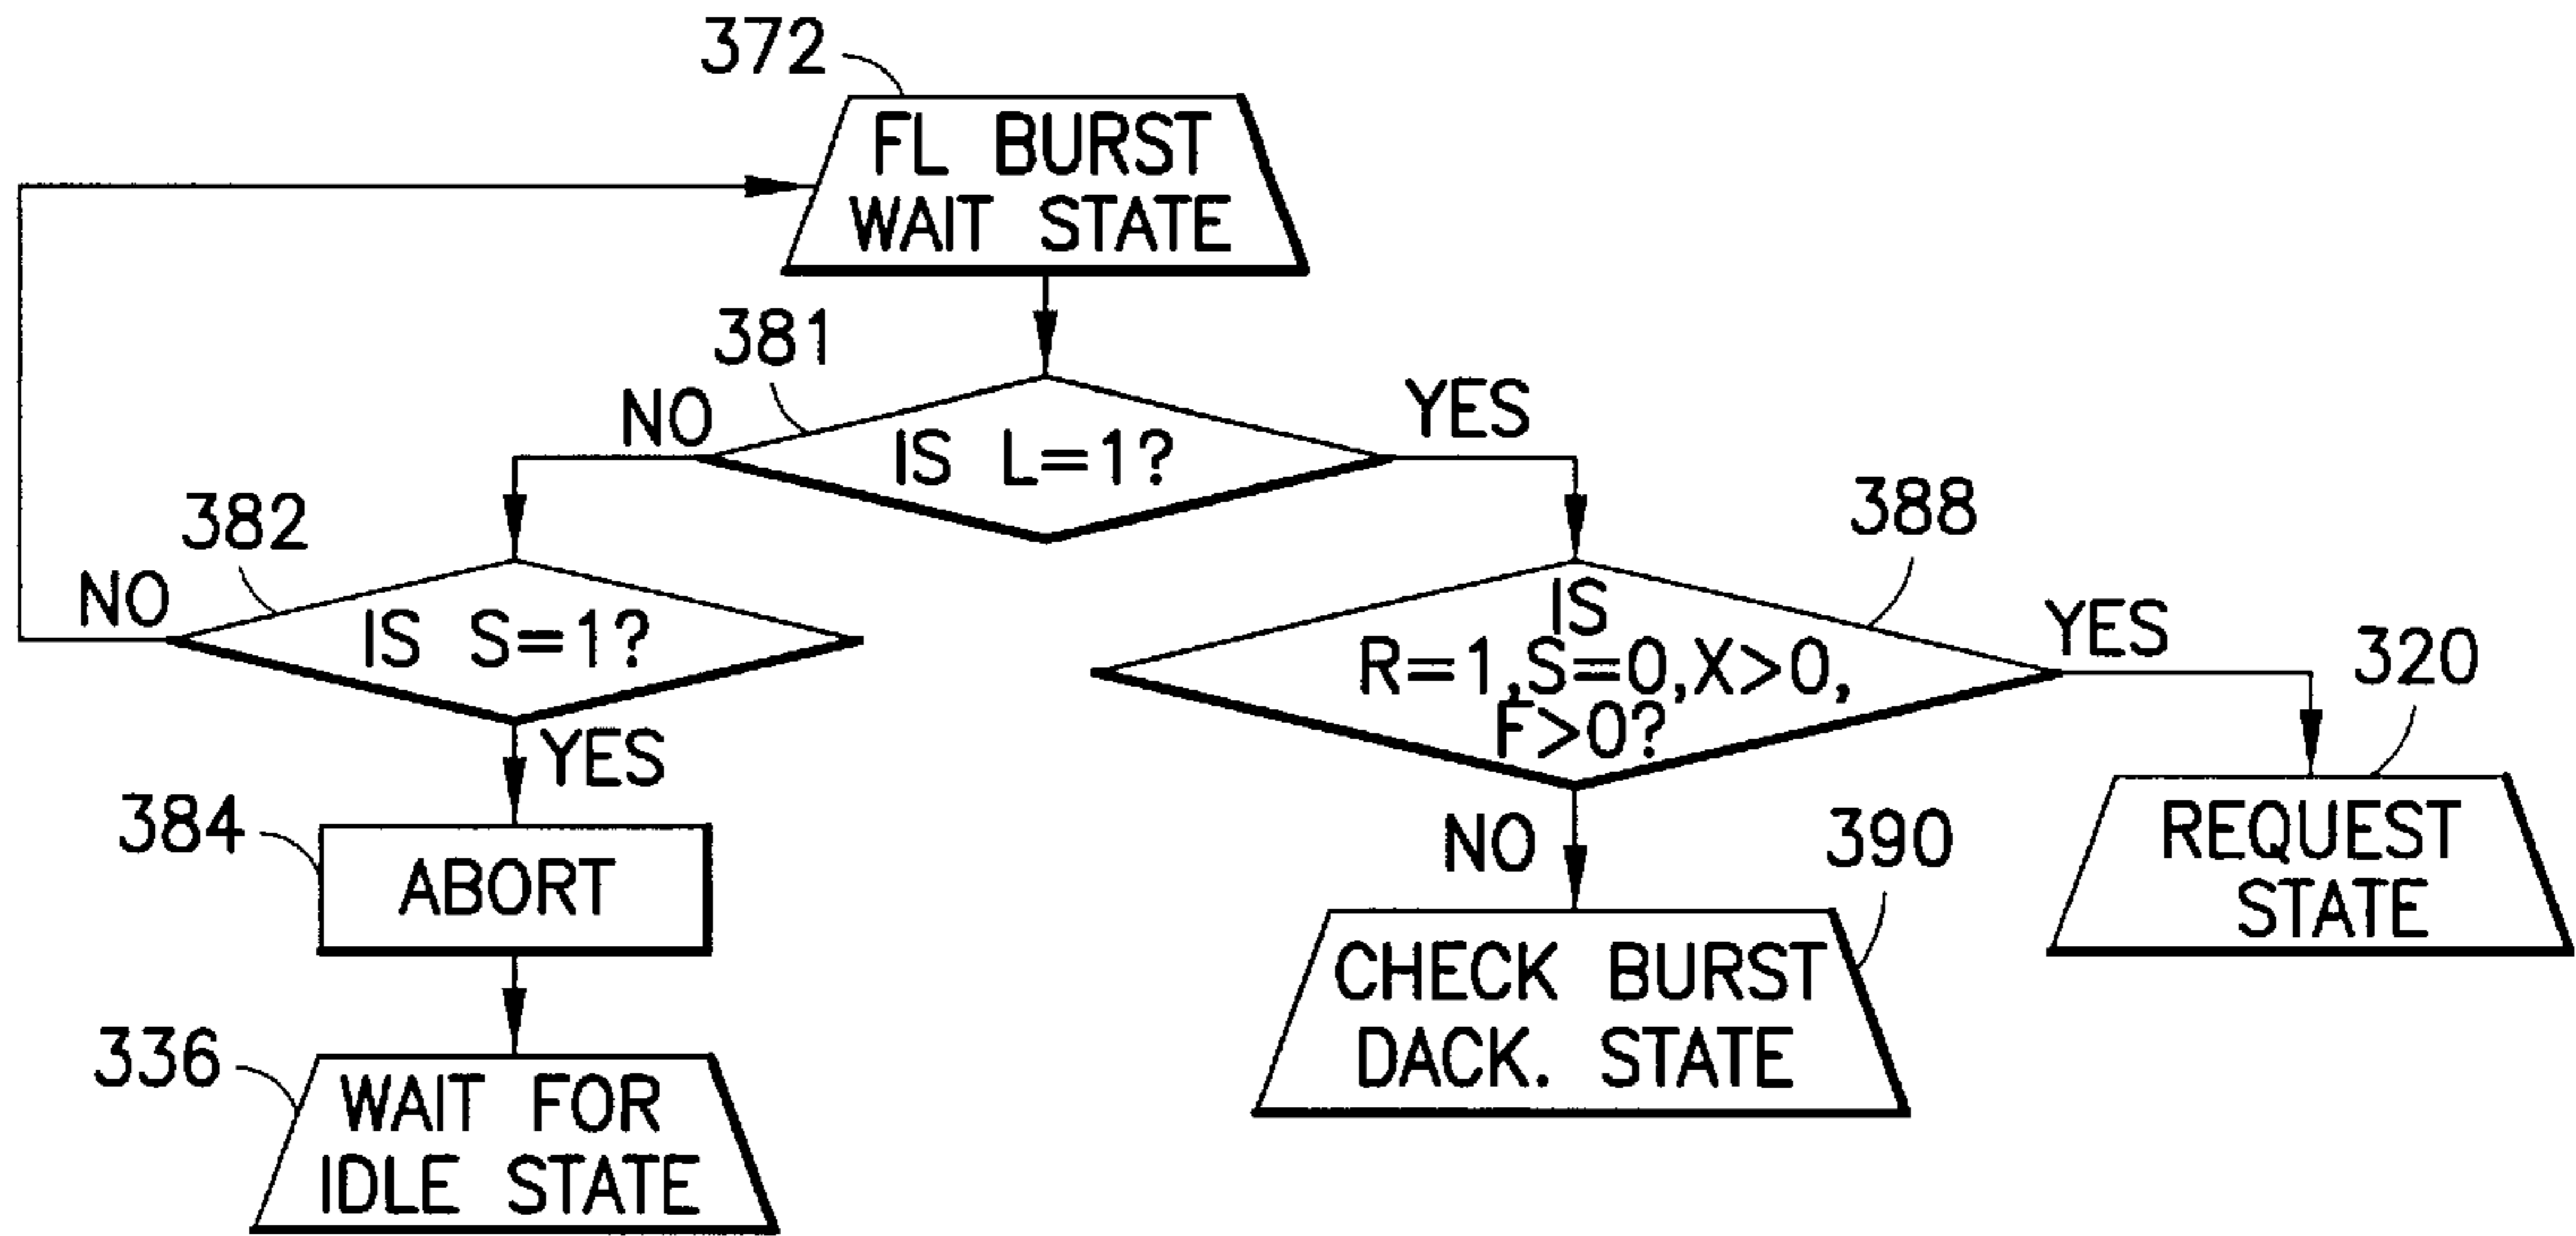 372
FL BURST
WAIT STATE
381
NO
IS L=1?
YES
382
NO
IS S=1?
YES
388
IS
R=1,S=0,X>0,
F>0?
YES
320
REQUEST
STATE
NO
390
CHECK BURST
DACK. STATE
384
ABORT
336
WAIT FOR
IDLE STATE